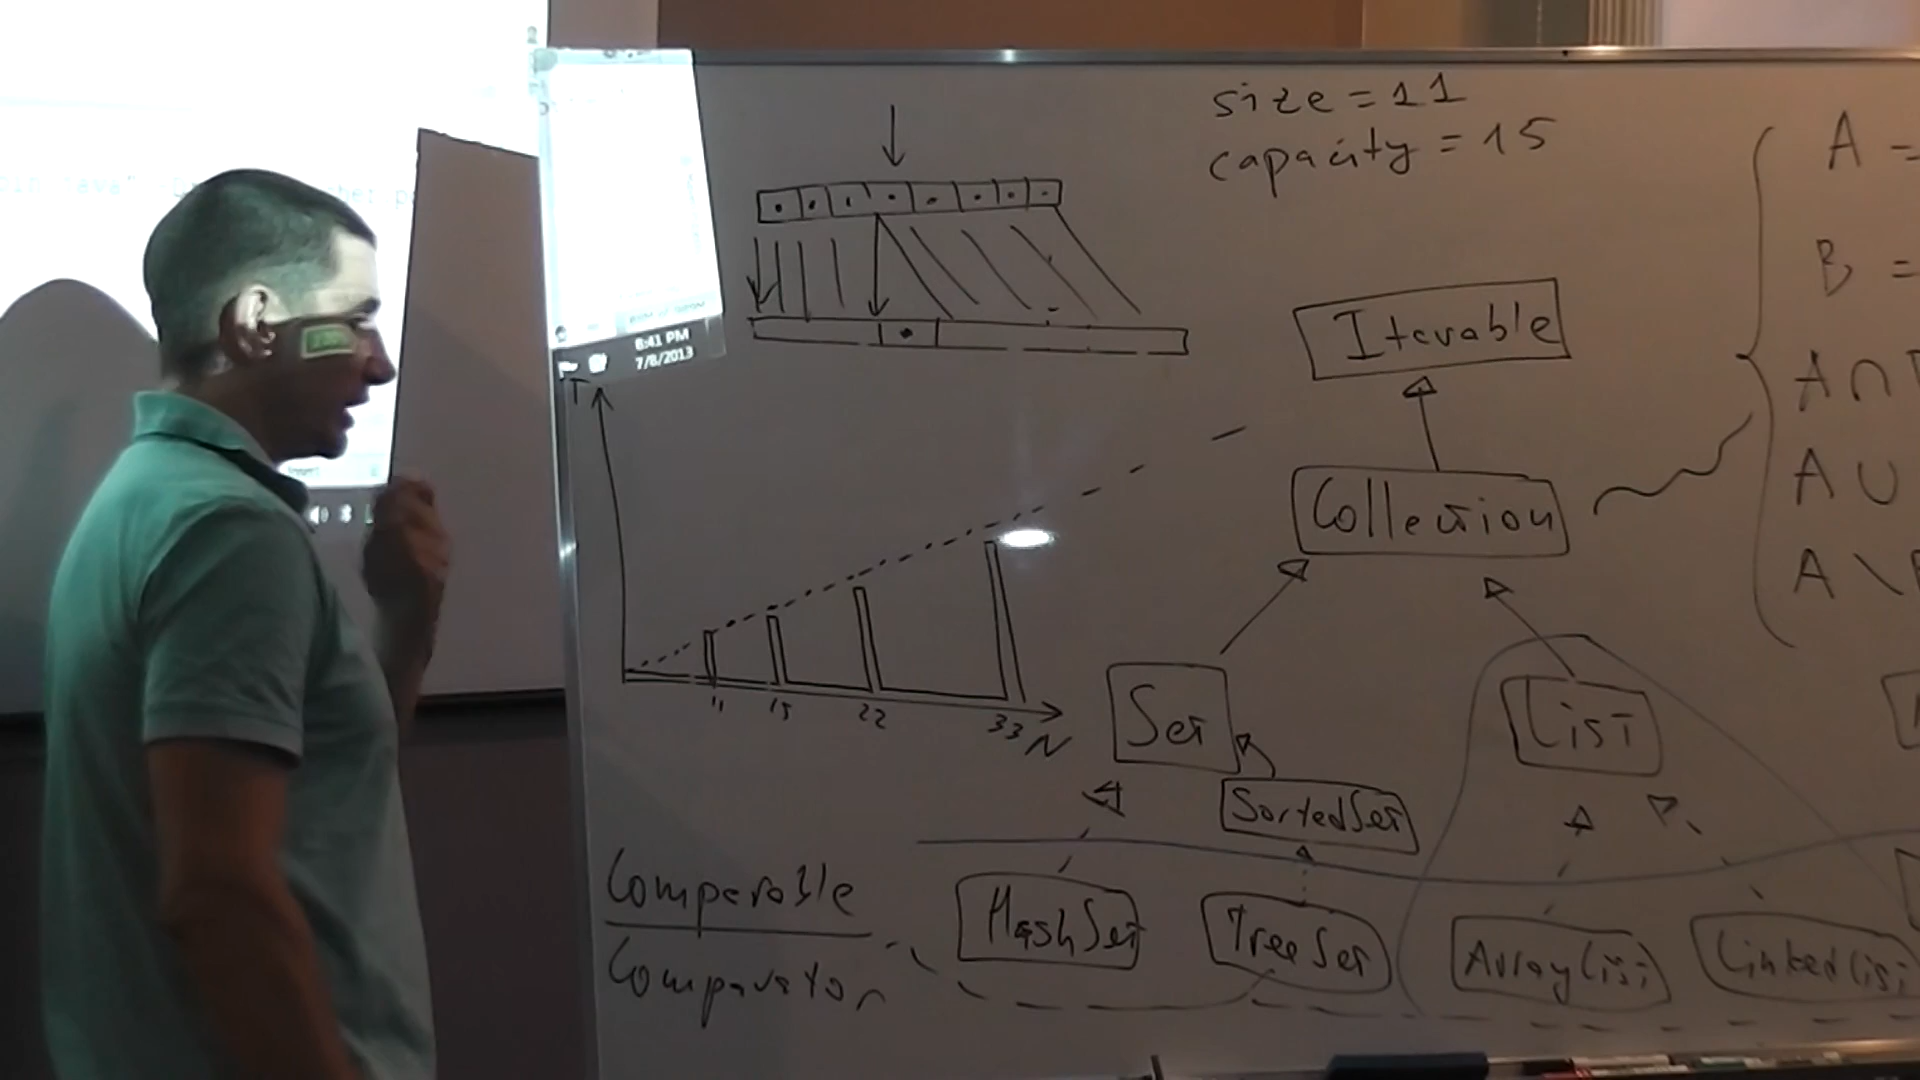 size = 11
capacity = 15
A =
B =
A ∩
A ∪
A \
8:41 PM
7/8/2013
T
11
15
22
33
N
Iterable
Collection
Set
List
SortedSet
HashSet
TreeSet
ArrayList
LinkedList
Comparable
Comparator